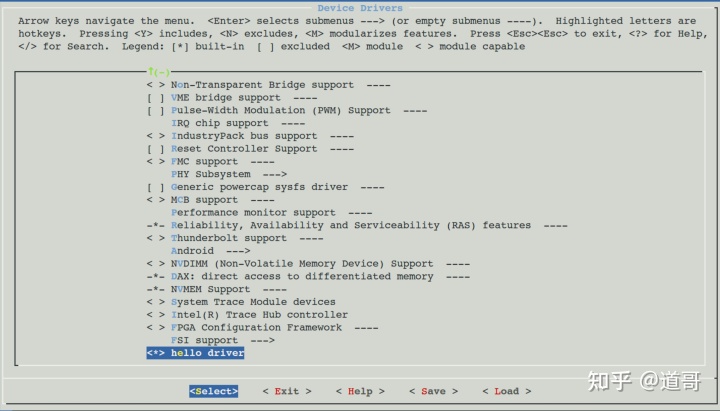 Device Drivers
Arrow keys navigate the menu.  <Enter> selects submenus ---> (or empty submenus ----).  Highlighted letters are
hotkeys.  Pressing <Y> includes, <N> excludes, <M> modularizes features.  Press <Esc><Esc> to exit, <?> for Help,
</> for Search.  Legend: [*] built-in  [ ] excluded  <M> module  < > module capable
↑(-)
< > Non-Transparent Bridge support  ----
[ ] VME bridge support  ----
[ ] Pulse-Width Modulation (PWM) Support  ----
IRQ chip support  ----
< > IndustryPack bus support  ----
[ ] Reset Controller Support  ----
< > FMC support  ----
PHY Subsystem  --->
[ ] Generic powercap sysfs driver  ----
< > MCB support  ----
Performance monitor support  ----
-*- Reliability, Availability and Serviceability (RAS) features  ----
< > Thunderbolt support  ----
Android  --->
< > NVDIMM (Non-Volatile Memory Device) Support  ----
-*- DAX: direct access to differentiated memory  ----
-*- NVMEM Support  ----
< > System Trace Module devices
< > Intel(R) Trace Hub controller
< > FPGA Configuration Framework  ----
FSI support  --->
<*> hello driver
<Select>    < Exit >    < Help >    < Save >    < Load >
知乎 @道哥